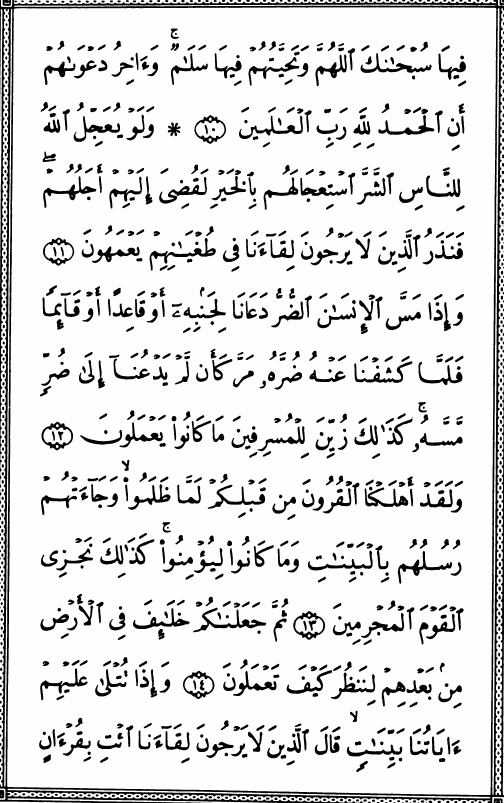 فِيهَا سُبْحَٰنَكَ ٱللَّهُمَّ وَتَحِيَّتُهُمْ فِيهَا سَلَٰمٌۚ وَءَاخِرُ دَعْوَىٰهُمْ
أَنِ ٱلْحَمْدُ لِلَّهِ رَبِّ ٱلْعَٰلَمِينَ ۝١٠ * وَلَوْ يُعَجِّلُ ٱللَّهُ
لِلنَّاسِ ٱلشَّرَّ ٱسْتِعْجَالَهُم بِٱلْخَيْرِ لَقُضِىَ إِلَيْهِمْ أَجَلُهُمْۖ
فَنَذَرُ ٱلَّذِينَ لَا يَرْجُونَ لِقَآءَنَا فِى طُغْيَٰنِهِمْ يَعْمَهُونَ ۝١١
وَإِذَا مَسَّ ٱلْإِنسَٰنَ ٱلضُّرُّ دَعَانَا لِجَنۢبِهِۦٓ أَوْ قَاعِدًا أَوْ قَآئِمًا
فَلَمَّا كَشَفْنَا عَنْهُ ضُرَّهُۥ مَرَّ كَأَن لَّمْ يَدْعُنَآ إِلَىٰ ضُرٍّ
مَّسَّهُۥۚ كَذَٰلِكَ زُيِّنَ لِلْمُسْرِفِينَ مَا كَانُوا۟ يَعْمَلُونَ ۝١٢
وَلَقَدْ أَهْلَكْنَا ٱلْقُرُونَ مِن قَبْلِكُمْ لَمَّا ظَلَمُوا۟ۙ وَجَآءَتْهُمْ
رُسُلُهُم بِٱلْبَيِّنَٰتِ وَمَا كَانُوا۟ لِيُؤْمِنُوا۟ۚ كَذَٰلِكَ نَجْزِى
ٱلْقَوْمَ ٱلْمُجْرِمِينَ ۝١٣ ثُمَّ جَعَلْنَٰكُمْ خَلَٰٓئِفَ فِى ٱلْأَرْضِ
مِنۢ بَعْدِهِمْ لِنَنظُرَ كَيْفَ تَعْمَلُونَ ۝١٤ وَإِذَا تُتْلَىٰ عَلَيْهِمْ
ءَايَاتُنَا بَيِّنَٰتٍۙ قَالَ ٱلَّذِينَ لَا يَرْجُونَ لِقَآءَنَا ٱئْتِ بِقُرْءَانٍ